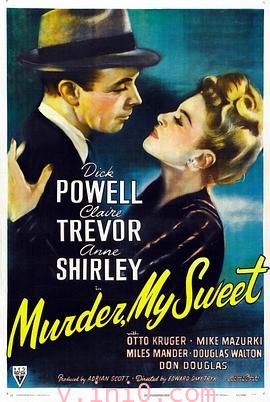 Dick
POWELL
Claire
TREVOR
Anne
SHIRLEY
in
Murder, My Sweet
with
OTTO KRUGER · MIKE MAZURKI
MILES MANDER · DOUGLAS WALTON
DON DOUGLAS
Produced by ADRIAN SCOTT · Directed by EDWARD DMYTRYK
v.in10.com